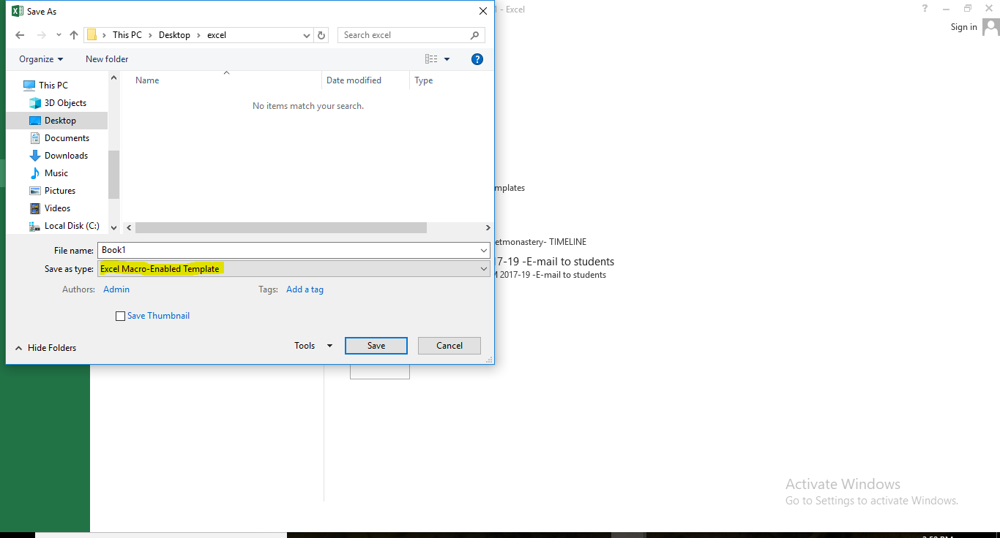 Save As
1 - Excel
Sign in
This PC > Desktop > excel
Search excel
Organize
New folder
Name
Date modified
Type
No items match your search.
This PC
3D Objects
Desktop
Documents
Downloads
Music
Pictures
Videos
Local Disk (C:)
File name: Book1
Save as type: Excel Macro-Enabled Template
Authors: Admin
Tags: Add a tag
Save Thumbnail
Hide Folders
Tools
Save
Cancel
mplates
etmonastery- TIMELINE
17-19 -E-mail to students
M 2017-19 -E-mail to students
Activate Windows
Go to Settings to activate Windows.